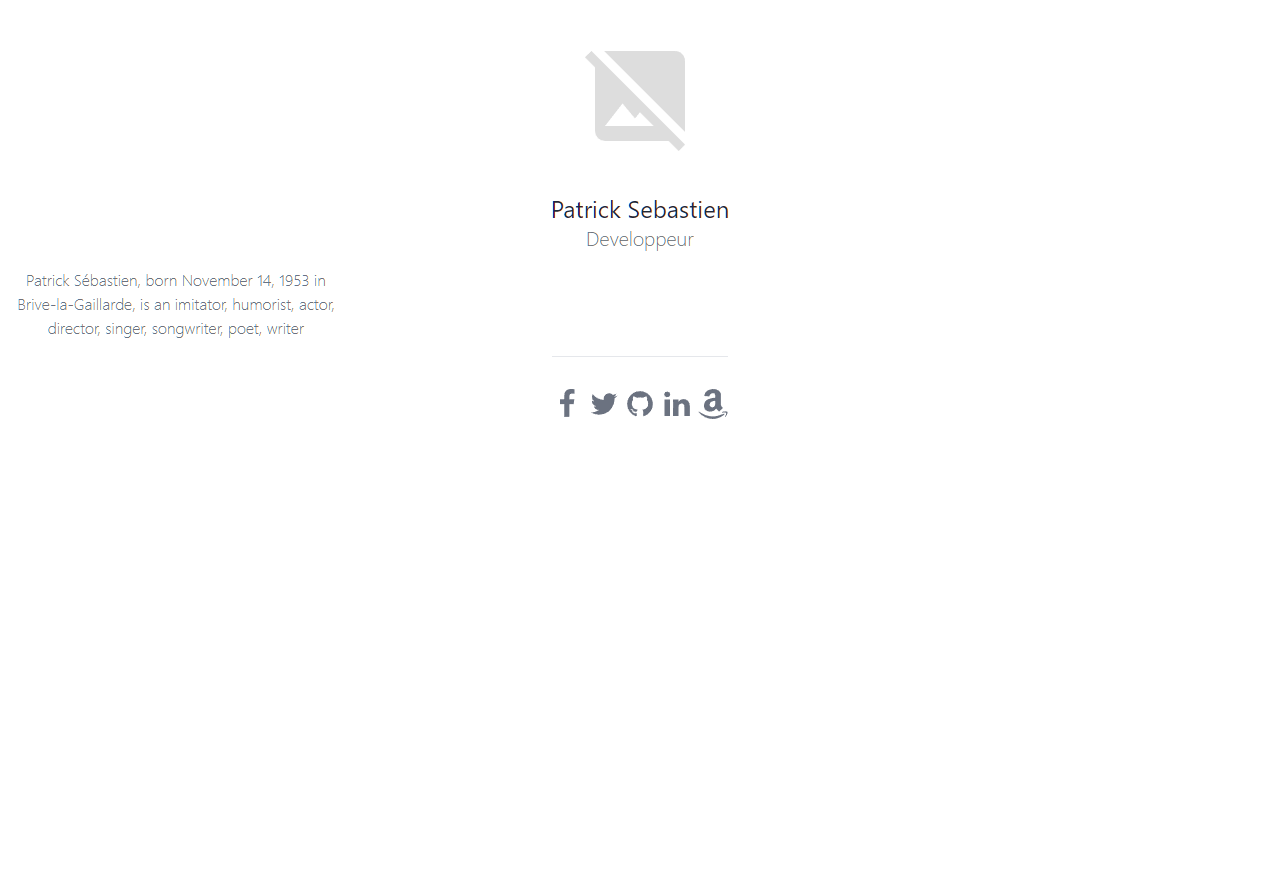 Patrick Sebastien
Developpeur
Patrick Sébastien, born November 14, 1953 in
Brive-la-Gaillarde, is an imitator, humorist, actor,
director, singer, songwriter, poet, writer